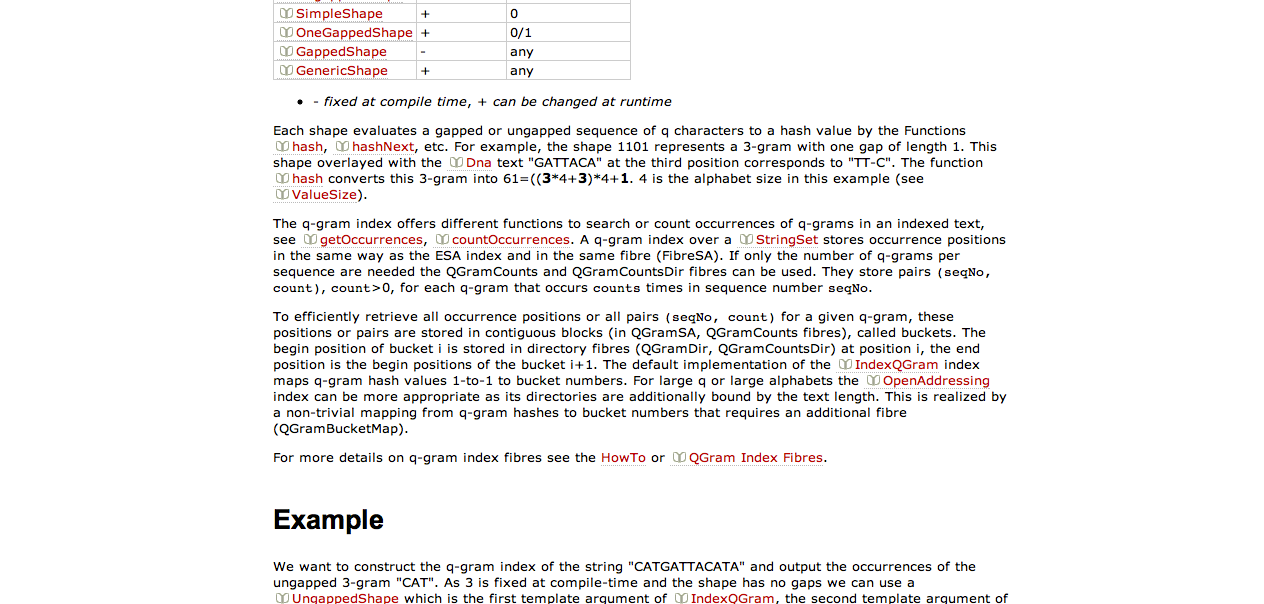 SimpleShape + 0
OneGappedShape + 0/1
GappedShape - any
GenericShape + any
• - fixed at compile time, + can be changed at runtime
Each shape evaluates a gapped or ungapped sequence of q characters to a hash value by the Functions
hash, hashNext, etc. For example, the shape 1101 represents a 3-gram with one gap of length 1. This
shape overlayed with the Dna text "GATTACA" at the third position corresponds to "TT-C". The function
hash converts this 3-gram into 61=((3*4+3)*4+1. 4 is the alphabet size in this example (see
ValueSize).
The q-gram index offers different functions to search or count occurrences of q-grams in an indexed text,
see getOccurrences, countOccurrences. A q-gram index over a StringSet stores occurrence positions
in the same way as the ESA index and in the same fibre (FibreSA). If only the number of q-grams per
sequence are needed the QGramCounts and QGramCountsDir fibres can be used. They store pairs (seqNo,
count), count>0, for each q-gram that occurs counts times in sequence number seqNo.
To efficiently retrieve all occurrence positions or all pairs (seqNo, count) for a given q-gram, these
positions or pairs are stored in contiguous blocks (in QGramSA, QGramCounts fibres), called buckets. The
begin position of bucket i is stored in directory fibres (QGramDir, QGramCountsDir) at position i, the end
position is the begin positions of the bucket i+1. The default implementation of the IndexQGram index
maps q-gram hash values 1-to-1 to bucket numbers. For large q or large alphabets the OpenAddressing
index can be more appropriate as its directories are additionally bound by the text length. This is realized by
a non-trivial mapping from q-gram hashes to bucket numbers that requires an additional fibre
(QGramBucketMap).
For more details on q-gram index fibres see the HowTo or QGram Index Fibres.
Example
We want to construct the q-gram index of the string "CATGATTACATA" and output the occurrences of the
ungapped 3-gram "CAT". As 3 is fixed at compile-time and the shape has no gaps we can use a
UngappedShape which is the first template argument of IndexQGram, the second template argument of